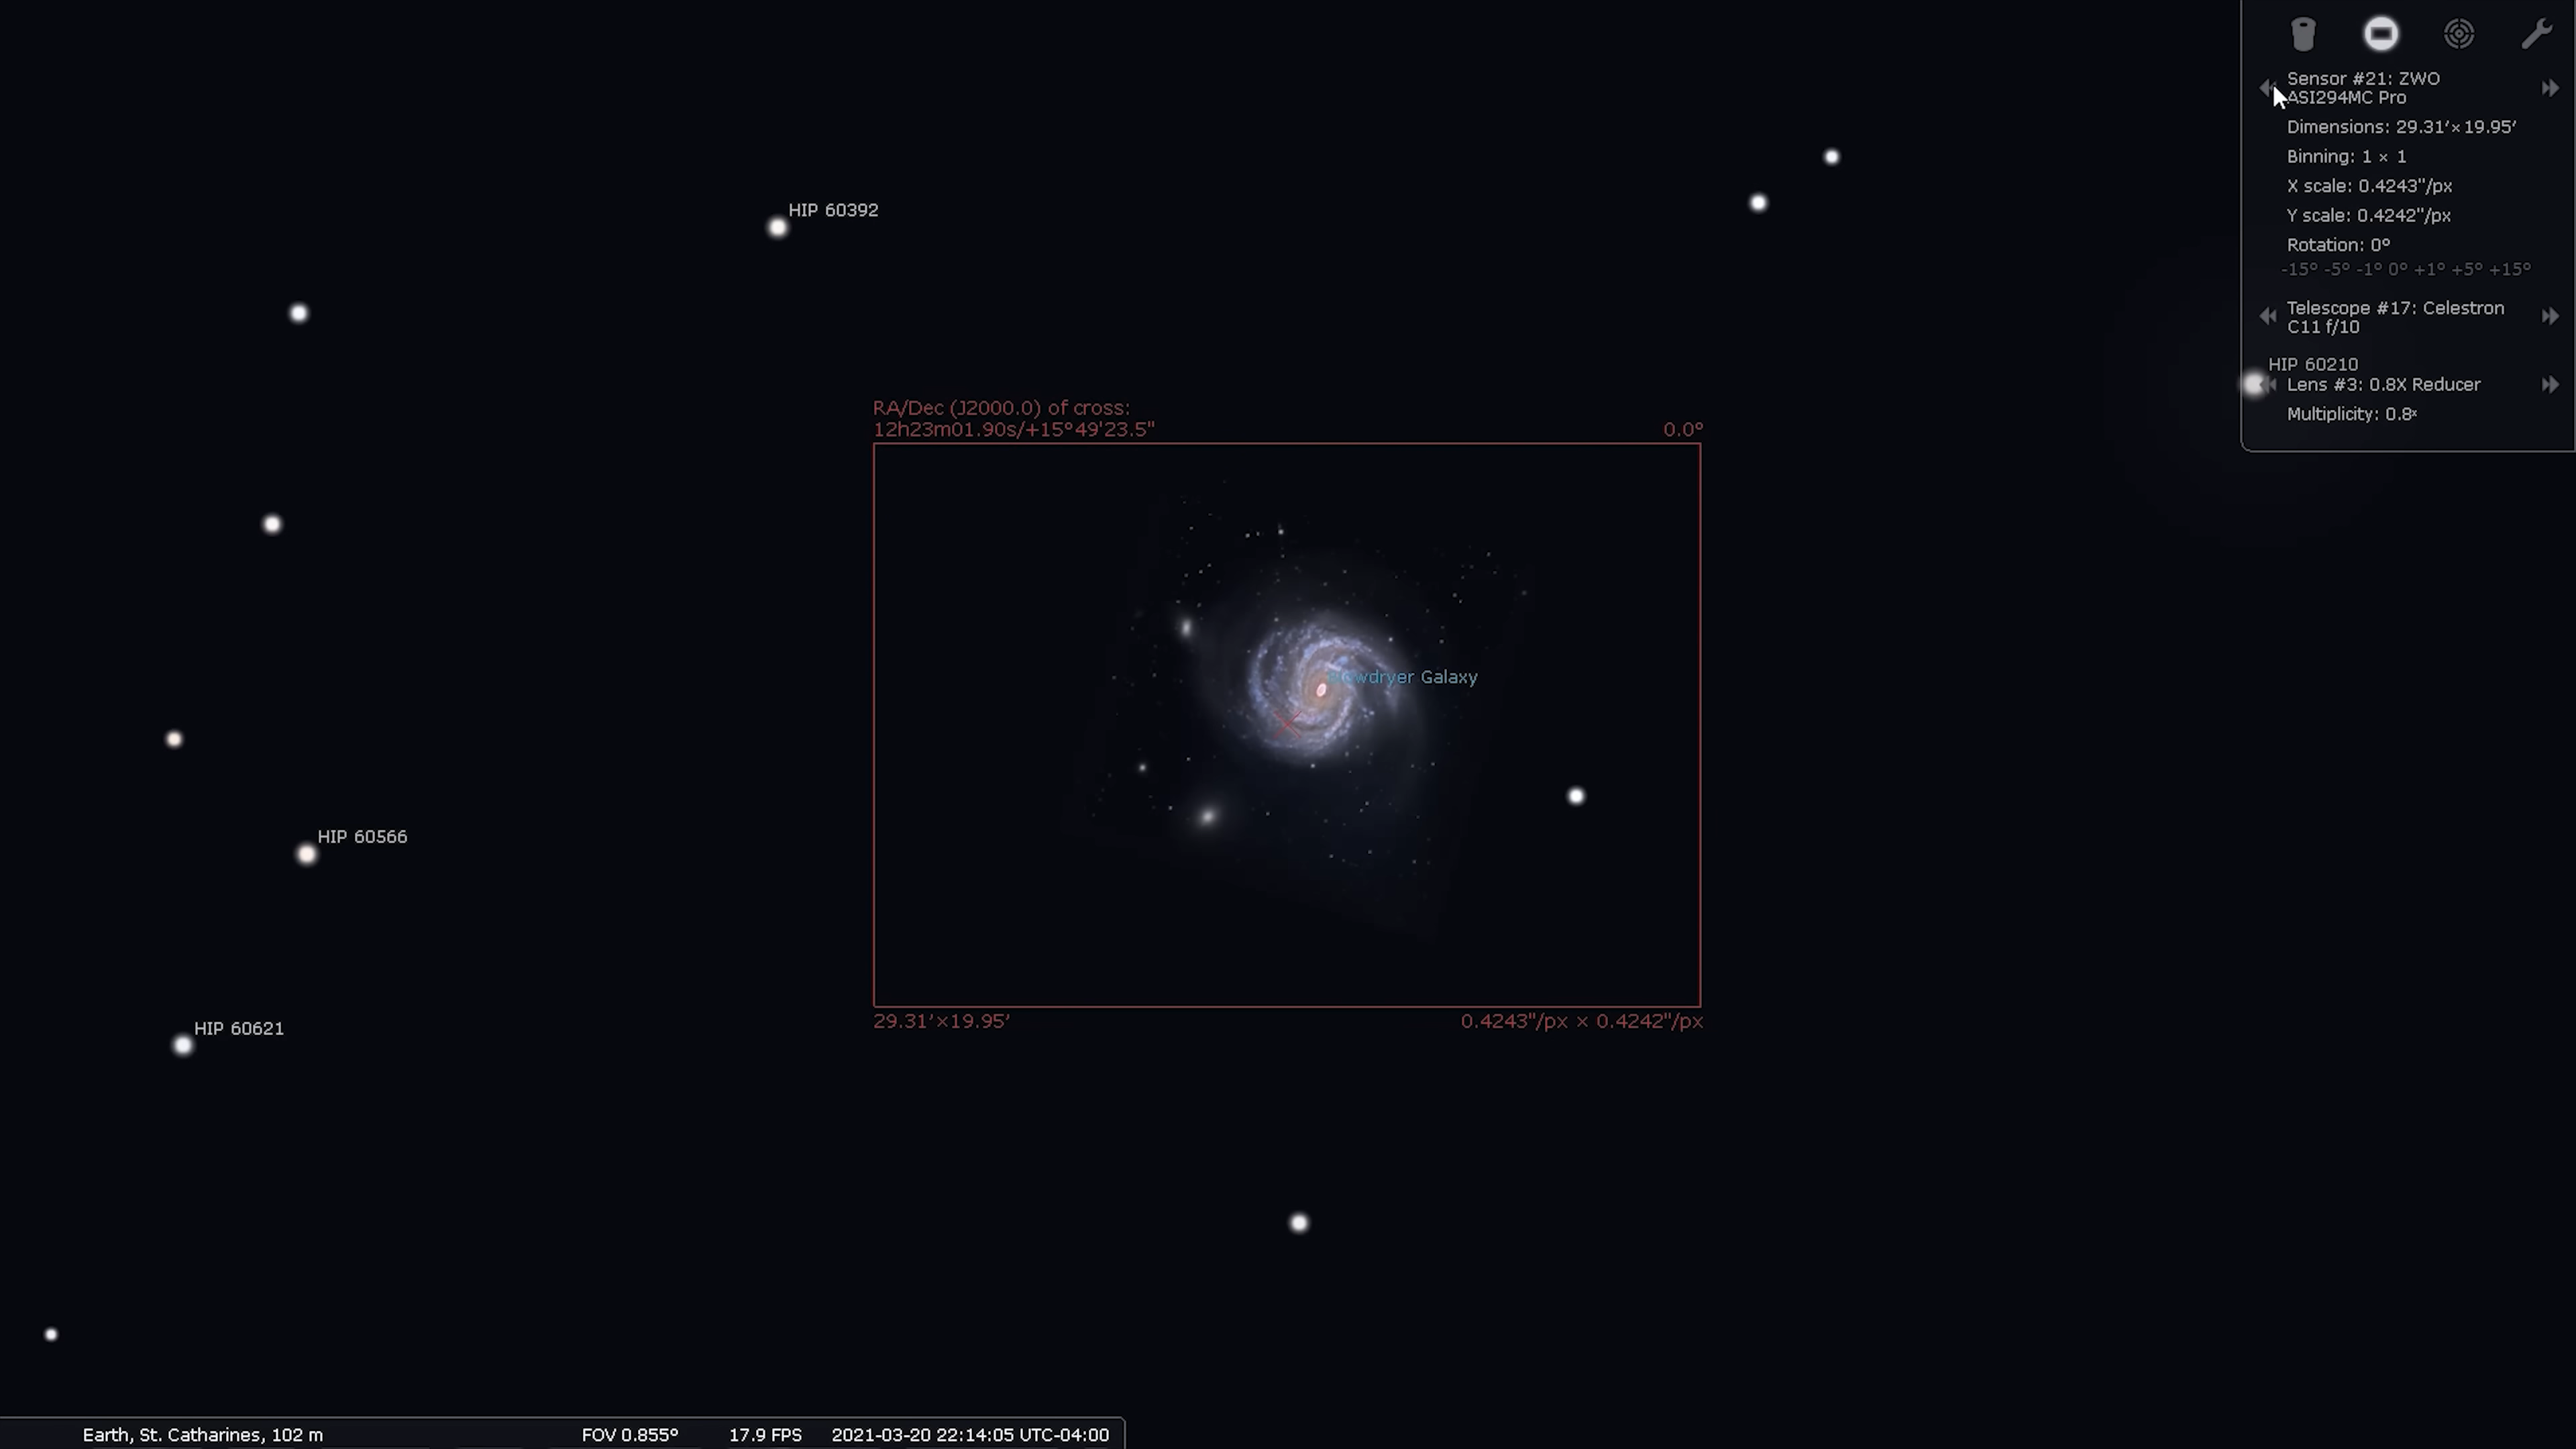 Sensor #21: ZWO
ASI294MC Pro
Dimensions: 29.31′×19.95′
Binning: 1 × 1
X scale: 0.4243"/px
Y scale: 0.4242"/px
Rotation: 0°
-15° -5° -1° 0° +1° +5° +15°
Telescope #17: Celestron
C11 f/10
HIP 60210
Lens #3: 0.8X Reducer
Multiplicity: 0.8ˣ
HIP 60392
RA/Dec (J2000.0) of cross:
12h23m01.90s/+15°49'23.5"
0.0°
Galaxy
HIP 60566
HIP 60621
29.31′×19.95′
0.4243"/px × 0.4242"/px
Earth, St. Catharines, 102 m
FOV 0.855°
17.9 FPS
2021-03-20 22:14:05 UTC-04:00